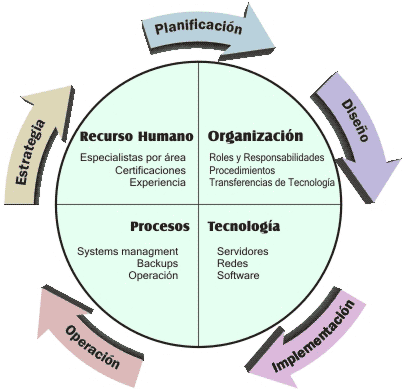 Planificación
Diseño
Implementación
Operación
Estrategia
Recurso Humano
Especialistas por área
Certificaciones
Experiencia
Organización
Roles y Responsabilidades
Procedimientos
Transferencias de Tecnología
Procesos
Systems managment
Backups
Operación
Tecnología
Servidores
Redes
Software